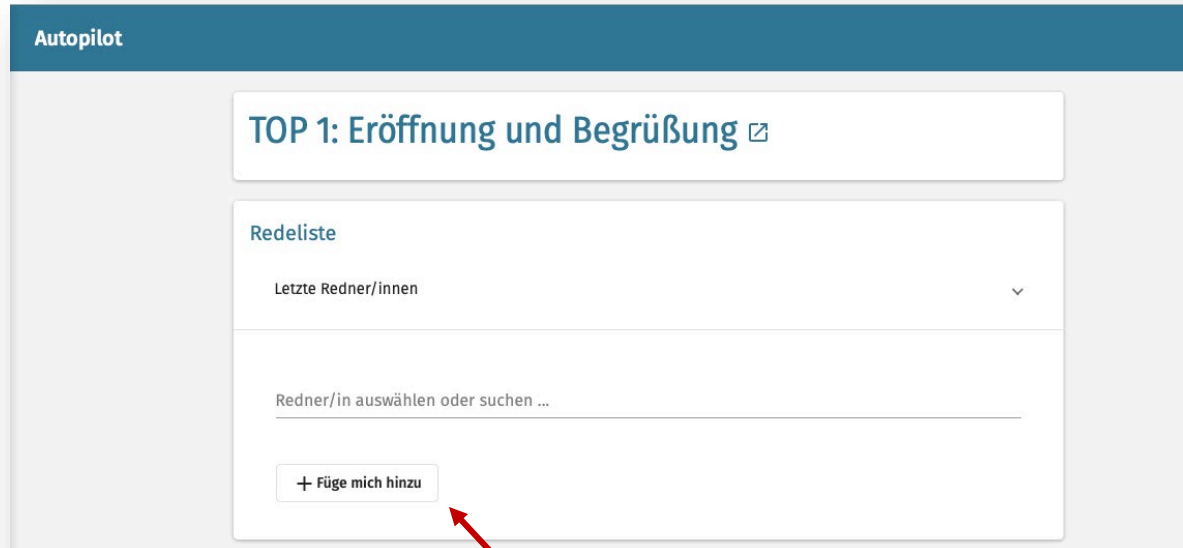 Autopilot
TOP 1: Eröffnung und Begrüßung
Redeliste
Letzte Redner/innen
Redner/in auswählen oder suchen ...
+ Füge mich hinzu